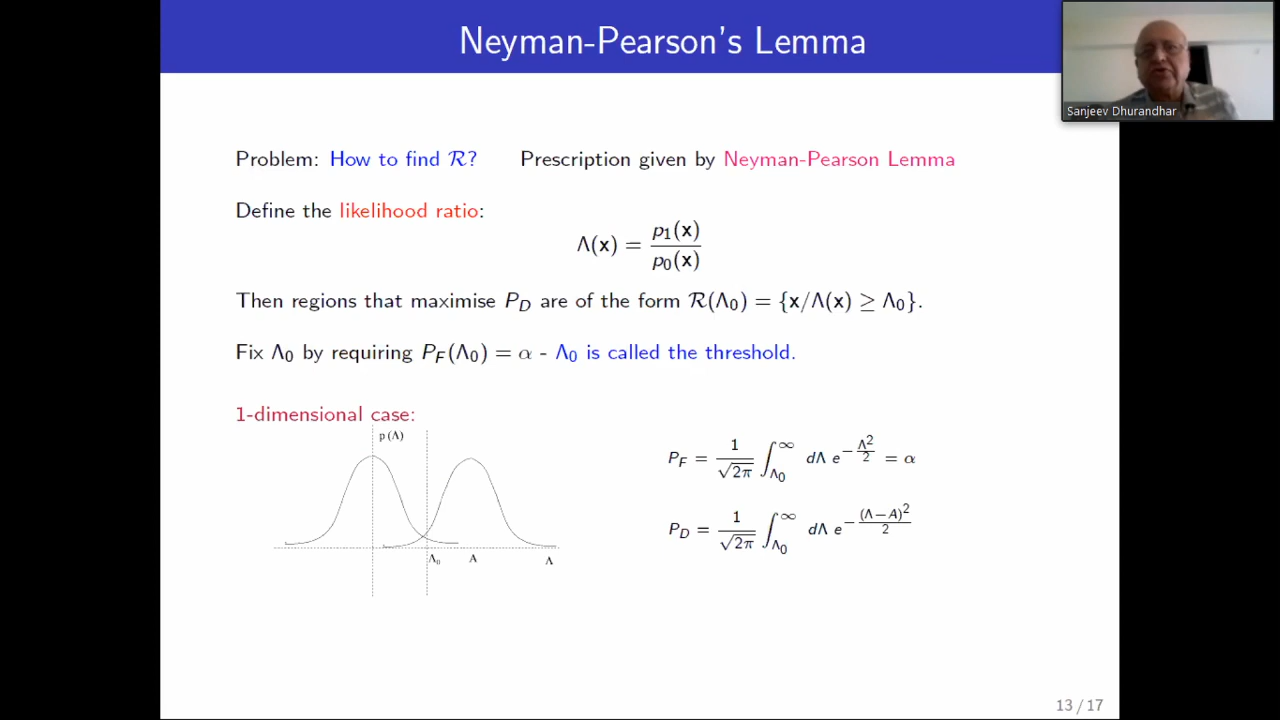 Neyman-Pearson's Lemma
Sanjeev Dhurandhar
Problem: How to find ℛ? Prescription given by Neyman-Pearson Lemma
Define the likelihood ratio:
Λ(x) = p₁(x) / p₀(x)
Then regions that maximise P_D are of the form ℛ(Λ₀) = {x/Λ(x) ≥ Λ₀}.
Fix Λ₀ by requiring P_F(Λ₀) = α - Λ₀ is called the threshold.
1-dimensional case:
p (Λ)
Λ₀ A Λ
P_F = 1/√2π ∫_Λ₀^∞ dΛ e^{-Λ²/2} = α
P_D = 1/√2π ∫_Λ₀^∞ dΛ e^{-(Λ-A)²/2}
13 / 17